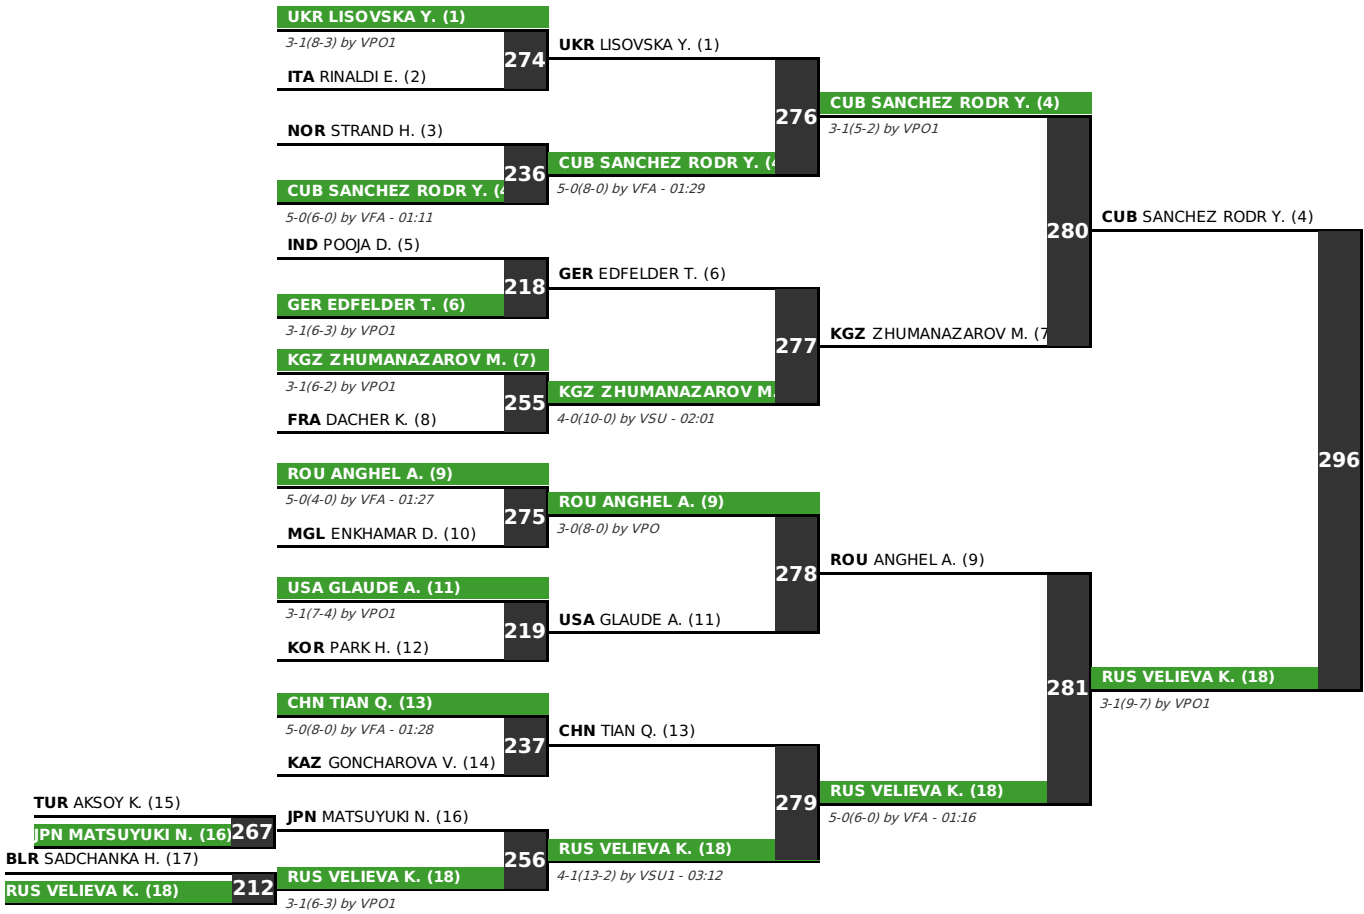 UKR LISOVSKA Y. (1)
3-1(8-3) by VPO1
ITA RINALDI E. (2)
274
NOR STRAND H. (3)
236
CUB SANCHEZ RODR Y. (4
5-0(6-0) by VFA - 01:11
IND POOJA D. (5)
218
GER EDFELDER T. (6)
3-1(6-3) by VPO1
KGZ ZHUMANAZAROV M. (7)
3-1(6-2) by VPO1
255
FRA DACHER K. (8)
ROU ANGHEL A. (9)
5-0(4-0) by VFA - 01:27
275
MGL ENKHAMAR D. (10)
USA GLAUDE A. (11)
3-1(7-4) by VPO1
219
KOR PARK H. (12)
CHN TIAN Q. (13)
5-0(8-0) by VFA - 01:28
237
KAZ GONCHAROVA V. (14)
TUR AKSOY K. (15)
JPN MATSUYUKI N. (16)
267
BLR SADCHANKA H. (17)
RUS VELIEVA K. (18)
212
JPN MATSUYUKI N. (16)
256
RUS VELIEVA K. (18)
3-1(6-3) by VPO1
UKR LISOVSKA Y. (1)
276
CUB SANCHEZ RODR Y. (4
5-0(8-0) by VFA - 01:29
GER EDFELDER T. (6)
277
KGZ ZHUMANAZAROV M.
4-0(10-0) by VSU - 02:01
ROU ANGHEL A. (9)
3-0(8-0) by VPO
278
USA GLAUDE A. (11)
CHN TIAN Q. (13)
279
RUS VELIEVA K. (18)
4-1(13-2) by VSU1 - 03:12
CUB SANCHEZ RODR Y. (4)
3-1(5-2) by VPO1
280
KGZ ZHUMANAZAROV M. (7
ROU ANGHEL A. (9)
281
RUS VELIEVA K. (18)
5-0(6-0) by VFA - 01:16
CUB SANCHEZ RODR Y. (4)
296
RUS VELIEVA K. (18)
3-1(9-7) by VPO1